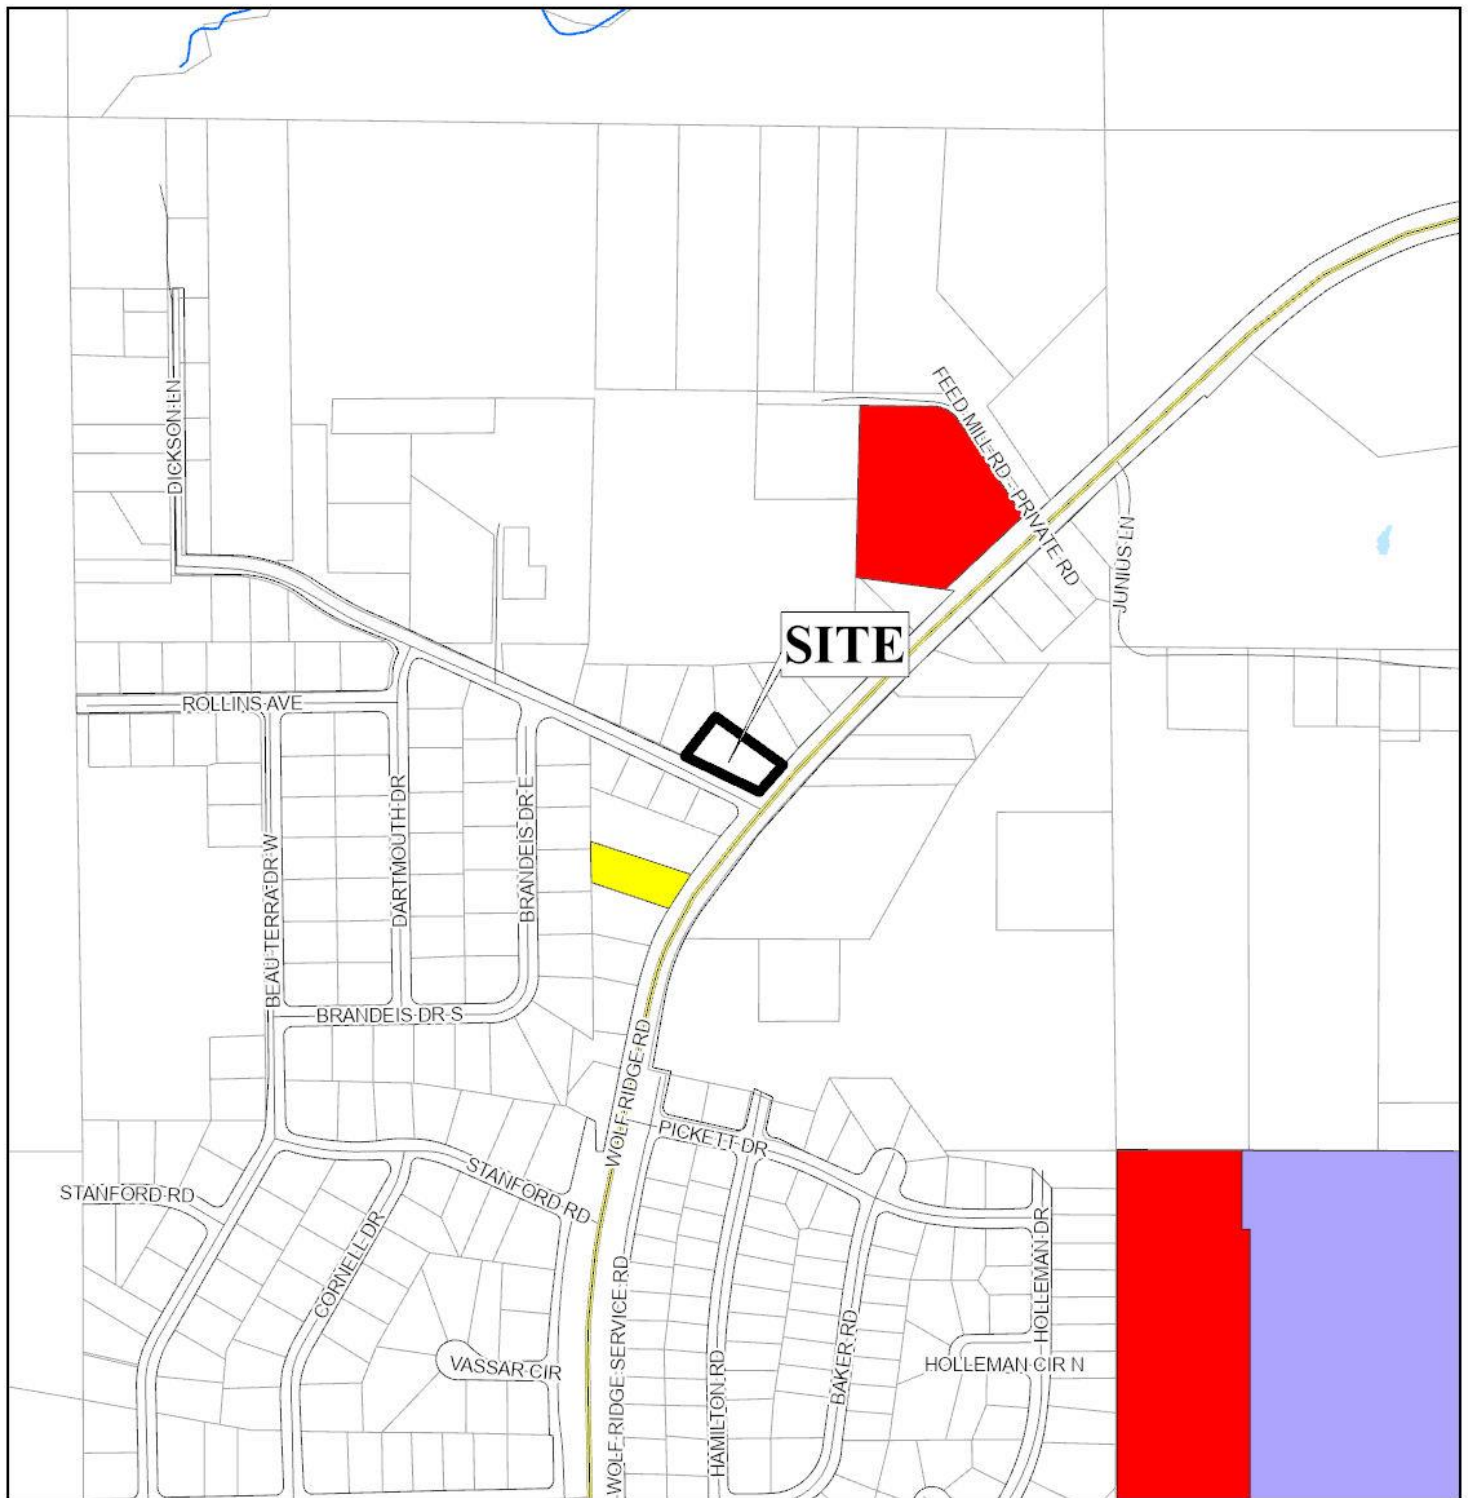 FEED MILL RD - PRIVATE RD
DICKSON LN
JUNIUS LN
SITE
ROLLINS AVE
DARTMOUTH DR
BRANDEIS DR E
BEAU TERRA DR W
BRANDEIS DR S
WOLF RIDGE RD
PICKETT DR
STANFORD RD
STANFORD RD
CORNELL DR
HOLLEMAN DR
WOLF RIDGE SERVICE RD
BAKER RD
VASSAR CIR
HOLLEMAN CIR N
HAMILTON RD